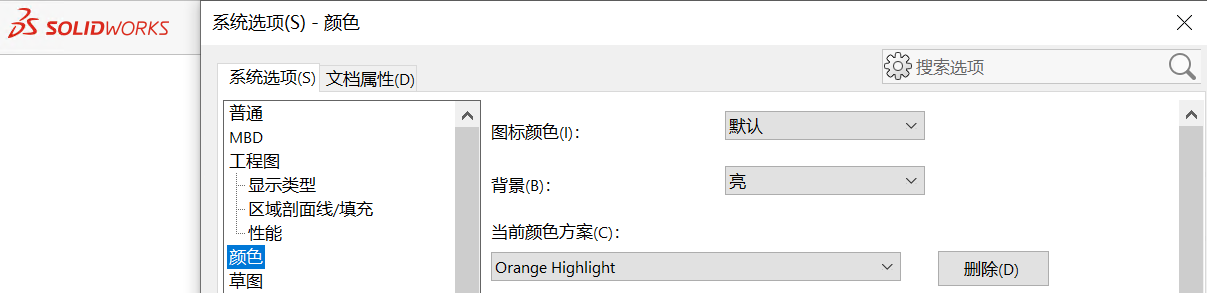 SOLIDWORKS
系统选项(S) - 颜色
系统选项(S) 文档属性(D)
搜索选项
普通
MBD
工程图
显示类型
区域剖面线/填充
性能
颜色
草图
图标颜色(I)： 默认
背景(B)： 亮
当前颜色方案(C)：
Orange Highlight 删除(D)